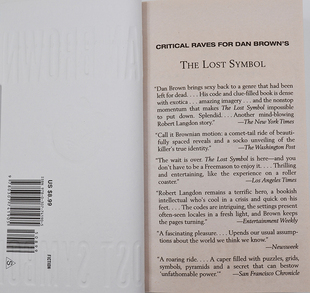 CRITICAL RAVES FOR DAN BROWN'S
THE LOST SYMBOL
"Dan Brown brings sexy back to a genre that had been
left for dead. . . . His code and clue-filled book is dense
with exotica . . . amazing imagery . . . and the nonstop
momentum that makes The Lost Symbol impossible
to put down. Splendid. . . . Another mind-blowing
Robert Langdon story."
—The New York Times
"Call it Brownian motion: a comet-tail ride of beauti-
fully spaced reveals and a socko unveiling of the
killer's true identity."
—The Washington Post
"The wait is over. The Lost Symbol is here—and you
don't have to be a Freemason to enjoy it. . . . Thrilling
and entertaining, like the experience on a roller
coaster."
—Los Angeles Times
"Robert Langdon remains a terrific hero, a bookish
intellectual who's cool in a crisis and quick on his
feet. . . . The codes are intriguing, the settings present
often-seen locales in a fresh light, and Brown keeps
the pages turning."
—Entertainment Weekly
"A fascinating pleasure. . . . Upends our usual assump-
tions about the world we think we know."
—Newsweek
"A roaring ride. . . . A caper filled with puzzles, grids,
symbols, pyramids and a secret that can bestow
'unfathomable power.'"
—San Francisco Chronicle
US $9.99
FICTION